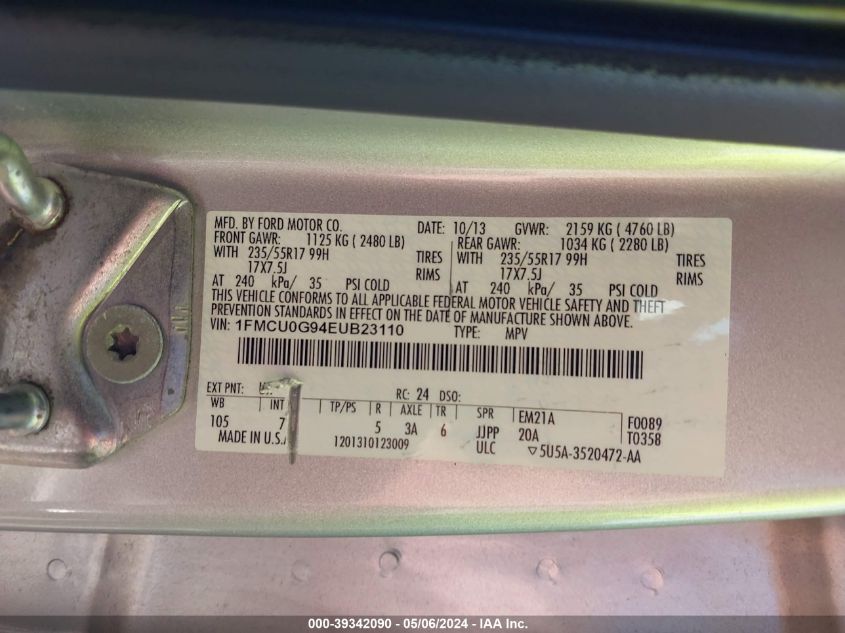 MFD. BY FORD MOTOR CO. DATE: 10/13 GVWR: 2159 KG ( 4760 LB)
FRONT GAWR: 1125 KG ( 2480 LB) REAR GAWR: 1034 KG ( 2280 LB)
WITH 235/55R17 99H TIRES WITH 235/55R17 99H TIRES
17X7.5J RIMS 17X7.5J RIMS
AT 240 kPa/ 35 PSI COLD AT 240 kPa/ 35 PSI COLD
THIS VEHICLE CONFORMS TO ALL APPLICABLE FEDERAL MOTOR VEHICLE SAFETY AND THEFT
PREVENTION STANDARDS IN EFFECT ON THE DATE OF MANUFACTURE SHOWN ABOVE.
VIN: 1FMCU0G94EUB23110 TYPE: MPV
EXT PNT: RC: 24 DSO:
WB INT TP/PS R AXLE TR SPR EM21A F0089
105 7 5 3A 6 JJPP 20A T0358
MADE IN U.S.A 1201310123009 ULC ▽5U5A-3520472-AA
000-39342090 - 05/06/2024 - IAA Inc.